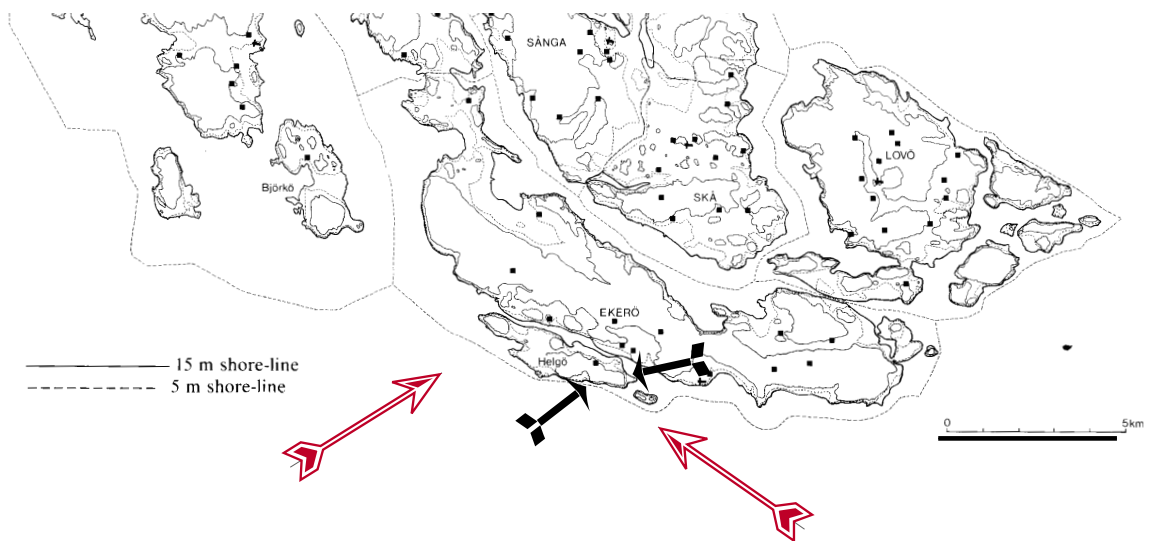 SÅNGA
LOVÖ
Björkö
SKÅ
EKERÖ
Helgö
15 m shore-line
5 m shore-line
0 5km